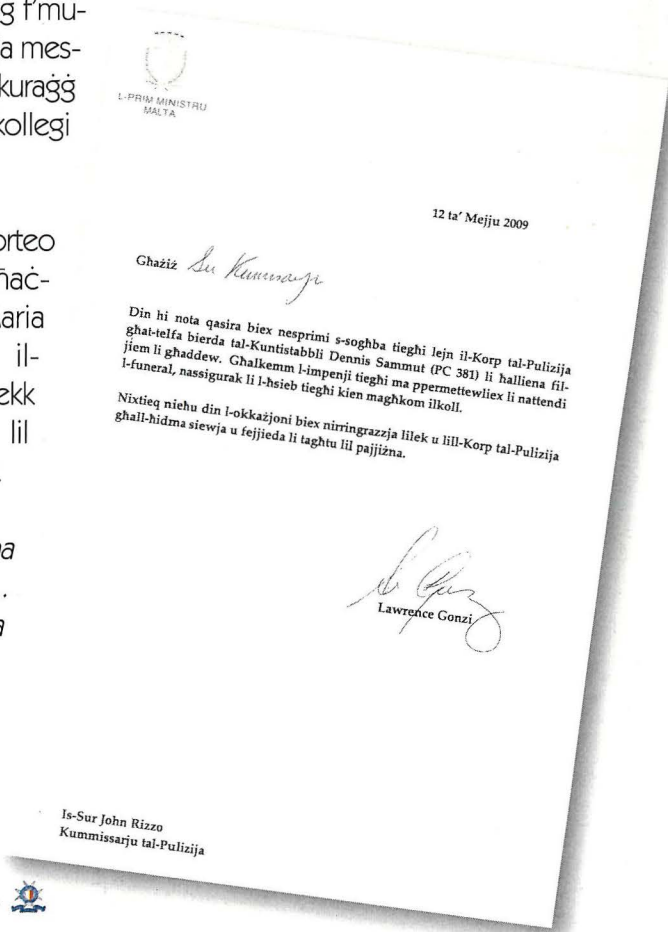 g f'mu-
a mes-
kuraġġ
kollegi
orteo
ħaċ-
Maria
il-
ekk
lil
L-PRIM MINISTRU
MALTA
12 ta' Mejju 2009
Għażiż Sur Kummissarju
Din hi nota qasira biex nesprimi s-sogħba tiegħi lejn il-Korp tal-Pulizija
għat-telfa bierda tal-Kuntistabbli Dennis Sammut (PC 381) li ħalliena fil-
jiem li għaddew. Għalkemm l-impenji tiegħi ma ppermettewliex li nattendi
l-funeral, nassigurak li l-ħsieb tiegħi kien magħkom ilkoll.
Nixtieq nieħu din l-okkażjoni biex nirringrazzja lilek u lill-Korp tal-Pulizija
għall-ħidma siewja u fejjieda li tagħtu lil pajjiżna.
Lawrence Gonzi
Is-Sur John Rizzo
Kummissarju tal-Pulizija